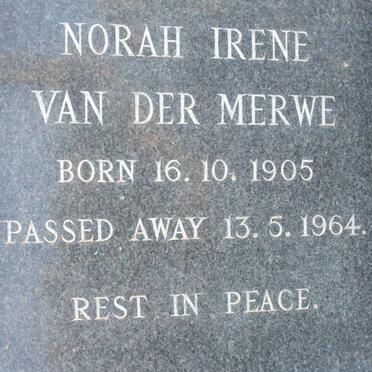 NORAH IRENE
VAN DER MERWE
BORN 16.10.1905
PASSED AWAY 13.5.1964.
REST IN PEACE.